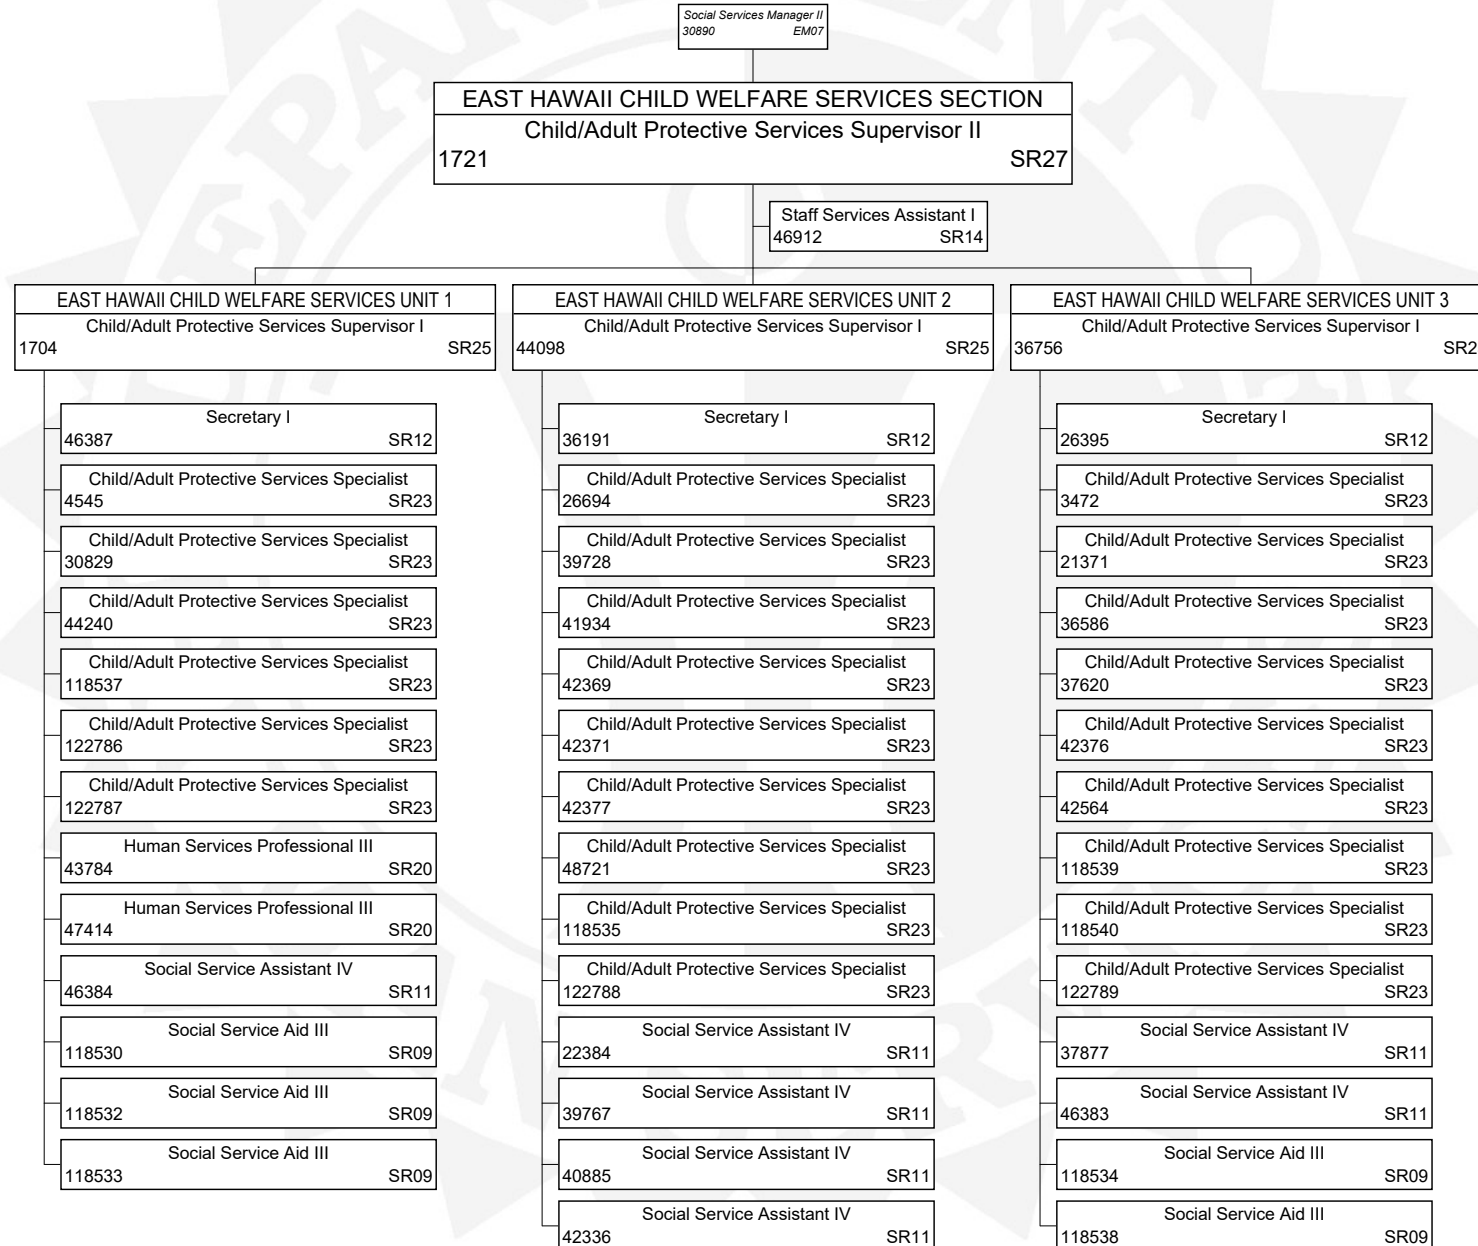 Social Services Manager II
30890 EM07
EAST HAWAII CHILD WELFARE SERVICES SECTION
Child/Adult Protective Services Supervisor II
1721 SR27
Staff Services Assistant I
46912 SR14
EAST HAWAII CHILD WELFARE SERVICES UNIT 1
Child/Adult Protective Services Supervisor I
1704 SR25
Secretary I
46387 SR12
Child/Adult Protective Services Specialist
4545 SR23
Child/Adult Protective Services Specialist
30829 SR23
Child/Adult Protective Services Specialist
44240 SR23
Child/Adult Protective Services Specialist
118537 SR23
Child/Adult Protective Services Specialist
122786 SR23
Child/Adult Protective Services Specialist
122787 SR23
Human Services Professional III
43784 SR20
Human Services Professional III
47414 SR20
Social Service Assistant IV
46384 SR11
Social Service Aid III
118530 SR09
Social Service Aid III
118532 SR09
Social Service Aid III
118533 SR09
EAST HAWAII CHILD WELFARE SERVICES UNIT 2
Child/Adult Protective Services Supervisor I
44098 SR25
Secretary I
36191 SR12
Child/Adult Protective Services Specialist
26694 SR23
Child/Adult Protective Services Specialist
39728 SR23
Child/Adult Protective Services Specialist
41934 SR23
Child/Adult Protective Services Specialist
42369 SR23
Child/Adult Protective Services Specialist
42371 SR23
Child/Adult Protective Services Specialist
42377 SR23
Child/Adult Protective Services Specialist
48721 SR23
Child/Adult Protective Services Specialist
118535 SR23
Child/Adult Protective Services Specialist
122788 SR23
Social Service Assistant IV
22384 SR11
Social Service Assistant IV
39767 SR11
Social Service Assistant IV
40885 SR11
Social Service Assistant IV
42336 SR11
EAST HAWAII CHILD WELFARE SERVICES UNIT 3
Child/Adult Protective Services Supervisor I
36756
Secretary I
26395 SR12
Child/Adult Protective Services Specialist
3472 SR23
Child/Adult Protective Services Specialist
21371 SR23
Child/Adult Protective Services Specialist
36586 SR23
Child/Adult Protective Services Specialist
37620 SR23
Child/Adult Protective Services Specialist
42376 SR23
Child/Adult Protective Services Specialist
42564 SR23
Child/Adult Protective Services Specialist
118539 SR23
Child/Adult Protective Services Specialist
118540 SR23
Child/Adult Protective Services Specialist
122789 SR23
Social Service Assistant IV
37877 SR11
Social Service Assistant IV
46383 SR11
Social Service Aid III
118534 SR09
Social Service Aid III
118538 SR09